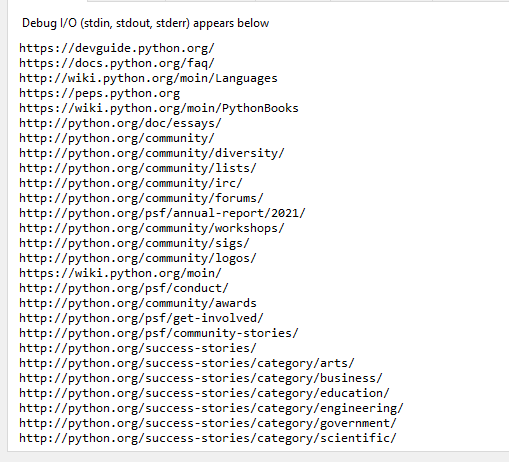 Debug I/O (stdin, stdout, stderr) appears below
https://devguide.python.org/
https://docs.python.org/faq/
http://wiki.python.org/moin/Languages
https://peps.python.org
https://wiki.python.org/moin/PythonBooks
http://python.org/doc/essays/
http://python.org/community/
http://python.org/community/diversity/
http://python.org/community/lists/
http://python.org/community/irc/
http://python.org/community/forums/
http://python.org/psf/annual-report/2021/
http://python.org/community/workshops/
http://python.org/community/sigs/
http://python.org/community/logos/
https://wiki.python.org/moin/
http://python.org/psf/conduct/
http://python.org/community/awards
http://python.org/psf/get-involved/
http://python.org/psf/community-stories/
http://python.org/success-stories/
http://python.org/success-stories/category/arts/
http://python.org/success-stories/category/business/
http://python.org/success-stories/category/education/
http://python.org/success-stories/category/engineering/
http://python.org/success-stories/category/government/
http://python.org/success-stories/category/scientific/